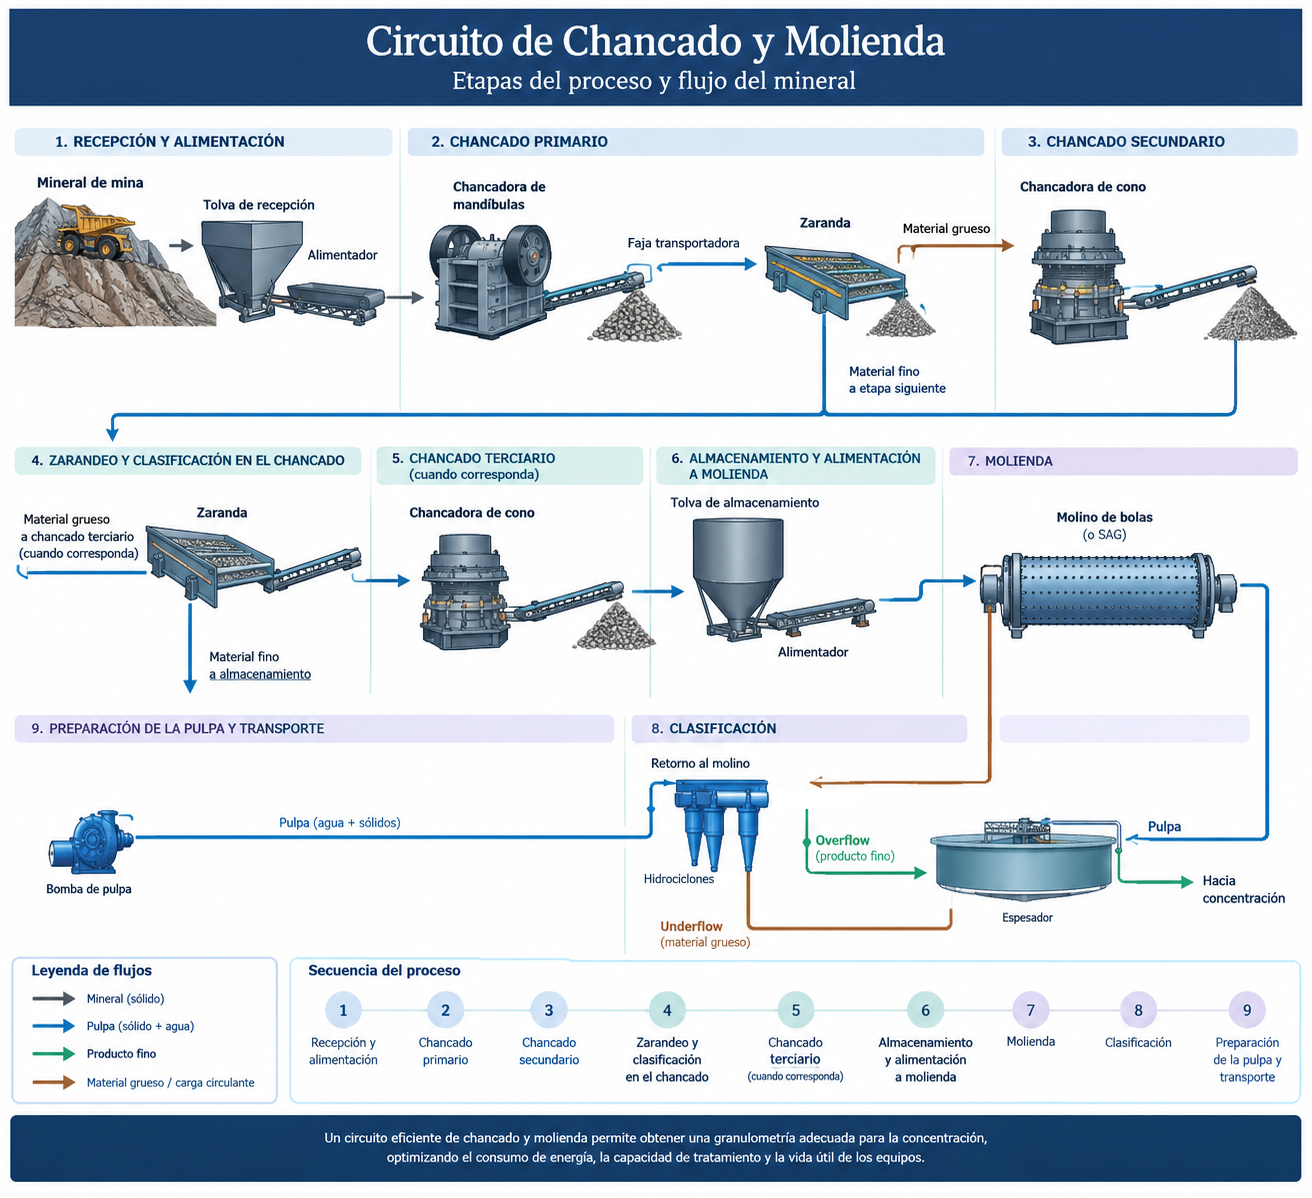 Circuito de Chancado y Molienda
Etapas del proceso y flujo del mineral
1. RECEPCIÓN Y ALIMENTACIÓN
Mineral de mina
Tolva de recepción
Alimentador
2. CHANCADO PRIMARIO
Chancadora de
mandíbulas
Faja transportadora
Zaranda
Material grueso
Material fino
a etapa siguiente
3. CHANCADO SECUNDARIO
Chancadora de cono
4. ZARANDEO Y CLASIFICACIÓN EN EL CHANCADO
Material grueso
a chancado terciario
(cuando corresponda)
Zaranda
Material fino
a almacenamiento
5. CHANCADO TERCIARIO
(cuando corresponda)
Chancadora de cono
6. ALMACENAMIENTO Y ALIMENTACIÓN
A MOLIENDA
Tolva de almacenamiento
Alimentador
7. MOLIENDA
Molino de bolas
(o SAG)
9. PREPARACIÓN DE LA PULPA Y TRANSPORTE
Pulpa (agua + sólidos)
Bomba de pulpa
8. CLASIFICACIÓN
Retorno al molino
Hidrociclones
Overflow
(producto fino)
Underflow
(material grueso)
Pulpa
Hacia
concentración
Espesador
Leyenda de flujos
Mineral (sólido)
Pulpa (sólido + agua)
Producto fino
Material grueso / carga circulante
Secuencia del proceso
1
Recepción y
alimentación
2
Chancado
primario
3
Chancado
secundario
4
Zarandeo y
clasificación
en el chancado
5
Chancado
terciario
(cuando corresponda)
6
Almacenamiento
y alimentación
a molienda
7
Molienda
8
Clasificación
9
Preparación
de la pulpa y
transporte
Un circuito eficiente de chancado y molienda permite obtener una granulometría adecuada para la concentración,
optimizando el consumo de energía, la capacidad de tratamiento y la vida útil de los equipos.